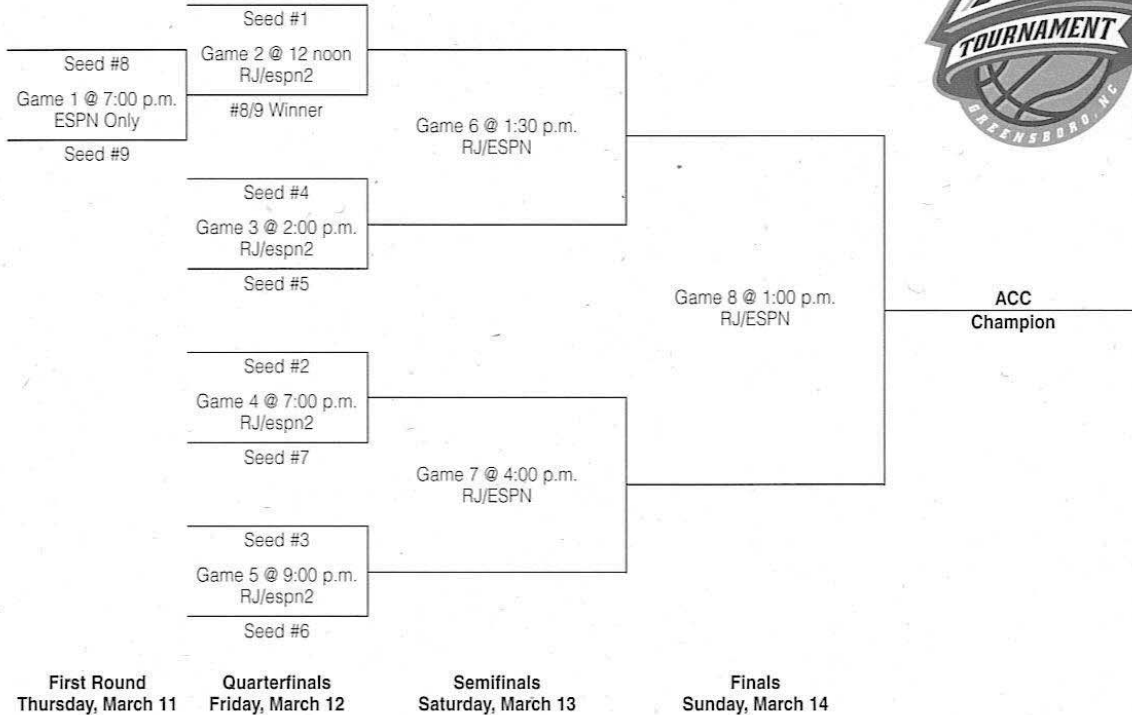 TOURNAMENT
GREENSBORO, NC
Seed #8
Game 1 @ 7:00 p.m.
ESPN Only
Seed #9
Seed #1
Game 2 @ 12 noon
RJ/espn2
#8/9 Winner
Seed #4
Game 3 @ 2:00 p.m.
RJ/espn2
Seed #5
Seed #2
Game 4 @ 7:00 p.m.
RJ/espn2
Seed #7
Seed #3
Game 5 @ 9:00 p.m.
RJ/espn2
Seed #6
Game 6 @ 1:30 p.m.
RJ/ESPN
Game 7 @ 4:00 p.m.
RJ/ESPN
Game 8 @ 1:00 p.m.
RJ/ESPN
ACC
Champion
First Round
Thursday, March 11
Quarterfinals
Friday, March 12
Semifinals
Saturday, March 13
Finals
Sunday, March 14